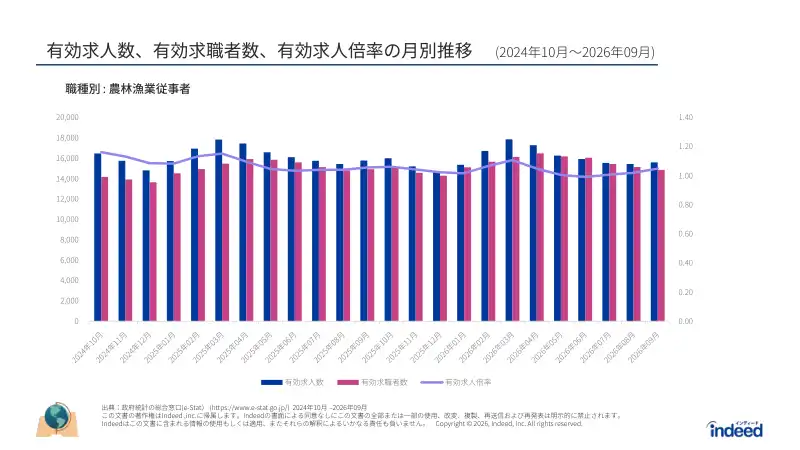 有効求人数、有効求職者数、有効求人倍率の月別推移 (2024年10月～2026年09月)
職種別 : 農林漁業従事者
20,000
18,000
16,000
14,000
12,000
10,000
8,000
6,000
4,000
2,000
0
1.40
1.20
1.00
0.80
0.60
0.40
0.20
0.00
2024年10月
2024年11月
2024年12月
2025年01月
2025年02月
2025年03月
2025年04月
2025年05月
2025年06月
2025年07月
2025年08月
2025年09月
2025年10月
2025年11月
2025年12月
2026年01月
2026年02月
2026年03月
2026年04月
2026年05月
2026年06月
2026年07月
2026年08月
2026年09月
有効求人数 有効求職者数 有効求人倍率
出典：政府統計の総合窓口(e-Stat) (https://www.e-stat.go.jp/) 2024年10月 -2026年09月
この文書の著作権はIndeed ,Inc.に帰属します。Indeedの書面による同意なしにこの文書の全部または一部の使用、改変、複製、再送信および再発表は明示的に禁止されます。
Indeedはこの文書に含まれる情報の使用もしくは適用、またそれらの解釈によるいかなる責任も負いません。 Copyright © 2026, Indeed, Inc. All rights reserved.
インディード
indeed